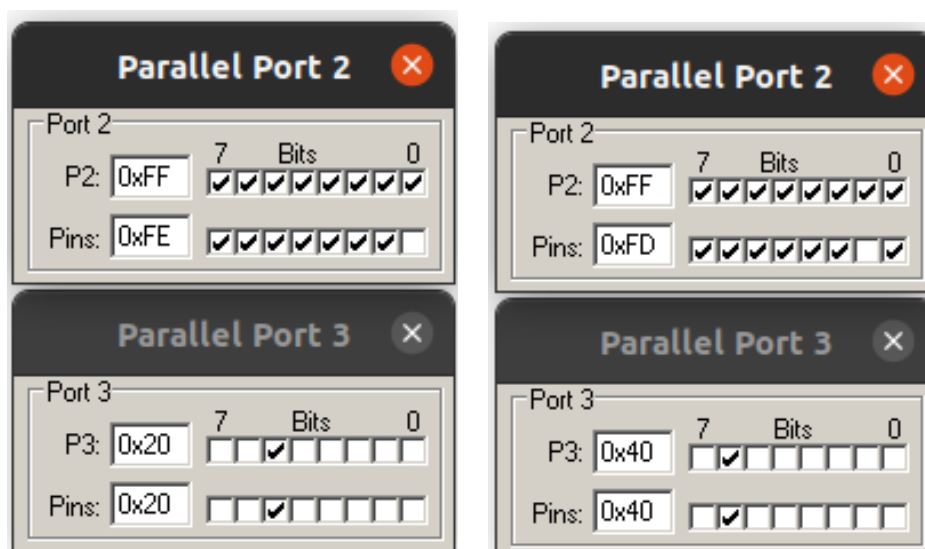 Parallel Port 2
Port 2
7 Bits 0
P2: 0xFF
Pins: 0xFE
Parallel Port 3
Port 3
7 Bits 0
P3: 0x20
Pins: 0x20
Parallel Port 2
Port 2
7 Bits 0
P2: 0xFF
Pins: 0xFD
Parallel Port 3
Port 3
7 Bits 0
P3: 0x40
Pins: 0x40